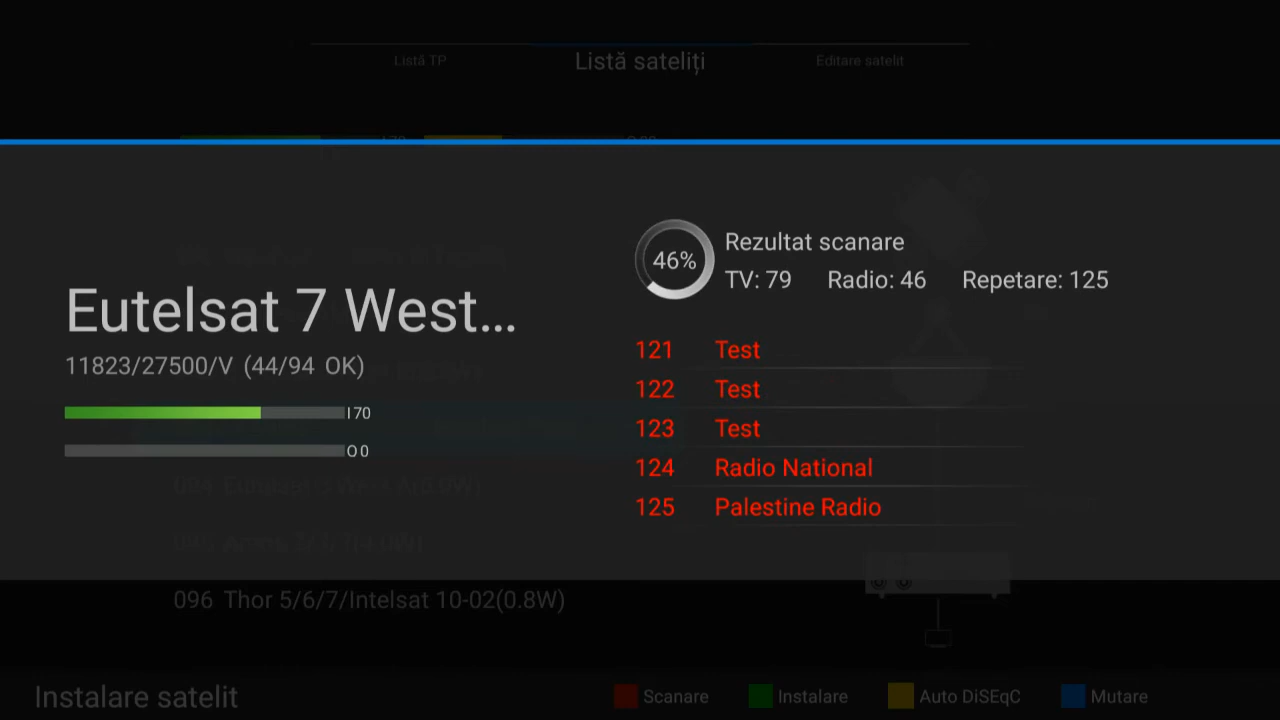 Listă TP
Listă sateliți
Editare satelit
Rezultat scanare
46%
TV: 79 Radio: 46 Repetare: 125
Eutelsat 7 West...
11823/27500/V (44/94 OK)
I 70
Q 0
121 Test
122 Test
123 Test
124 Radio National
125 Palestine Radio
096 Thor 5/6/7/Intelsat 10-02(0.8W)
Instalare satelit
Scanare
Instalare
Auto DiSEqC
Mutare